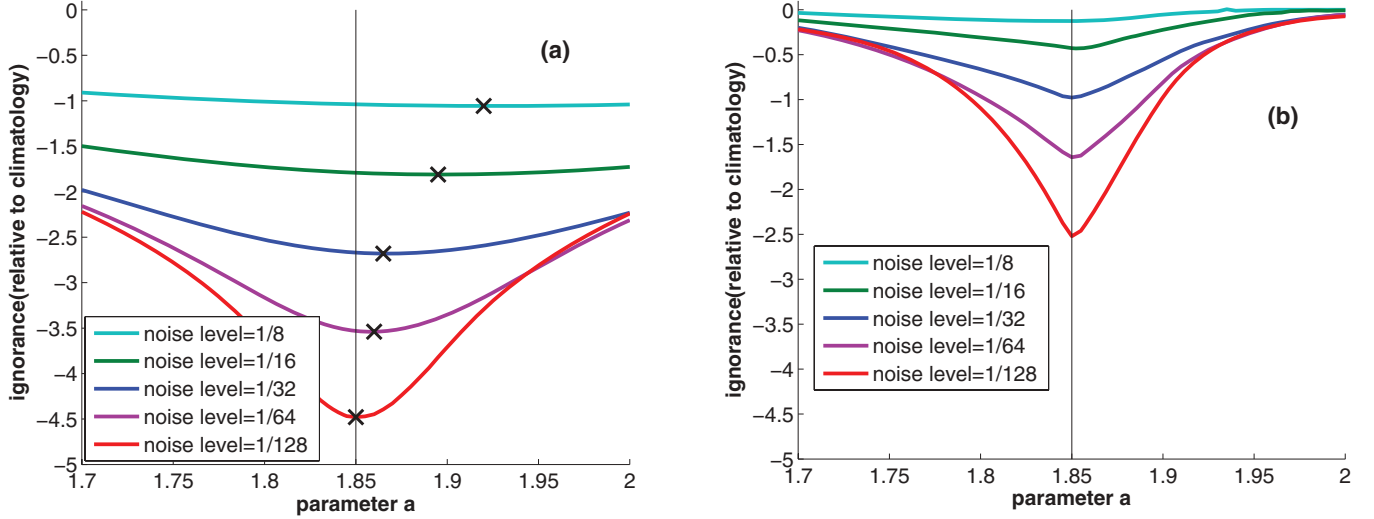 0
−0.5
−1
−1.5
−2
−2.5
−3
−3.5
−4
−4.5
−5
ignorance(relative to climatology)
(a)
noise level=1/8
noise level=1/16
noise level=1/32
noise level=1/64
noise level=1/128
1.7
1.75
1.8
1.85
1.9
1.95
2
parameter a
0
−0.5
−1
−1.5
−2
−2.5
−3
−3.5
−4
−4.5
−5
ignorance(relative to climatology)
(b)
noise level=1/8
noise level=1/16
noise level=1/32
noise level=1/64
noise level=1/128
1.7
1.75
1.8
1.85
1.9
1.95
2
parameter a